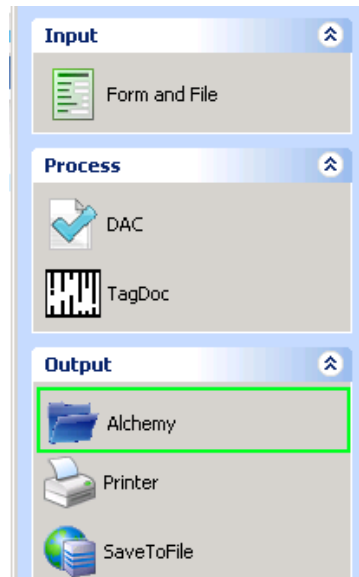 Input
Form and File
Process
DAC
TagDoc
Output
Alchemy
Printer
SaveToFile